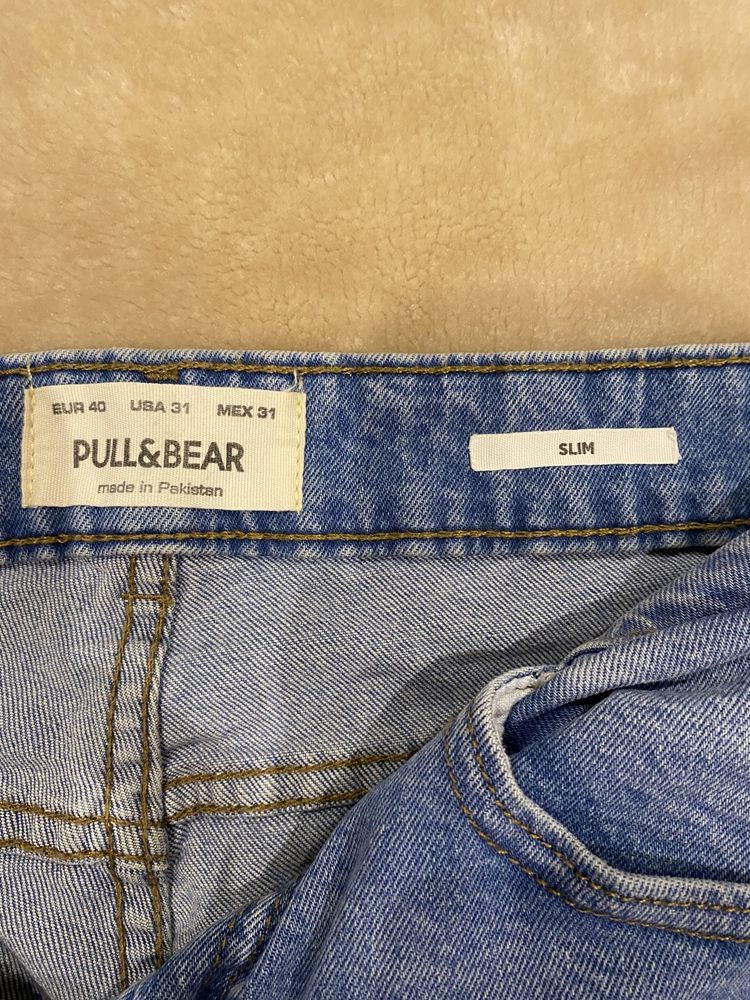 EUR 40 USA 31 MEX 31
PULL&BEAR
made in Pakistan
SLIM